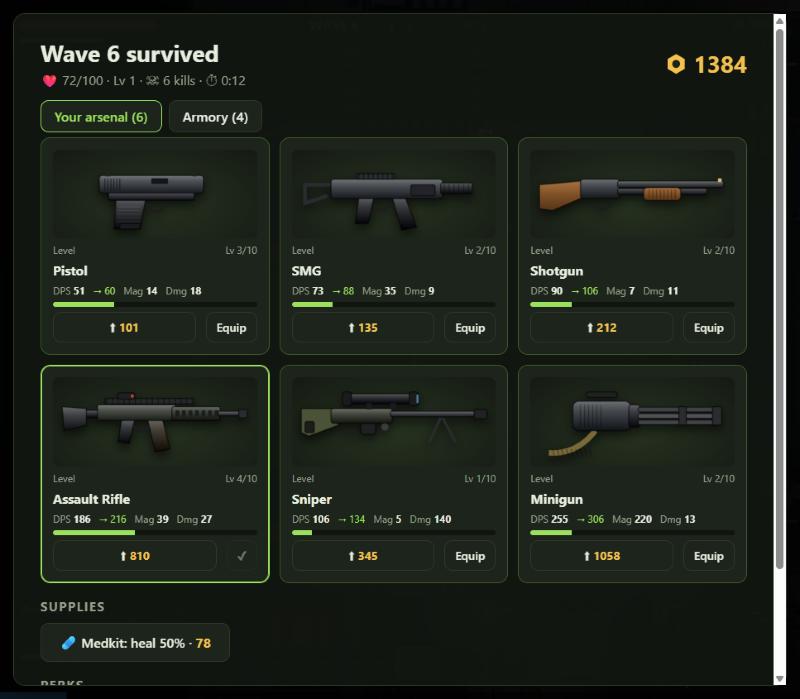 Wave 6 survived
72/100 · Lv 1 · 6 kills · 0:12
1384
Your arsenal (6)
Armory (4)
Level Lv 3/10
Pistol
DPS 51 → 60 Mag 14 Dmg 18
⬆ 101
Equip
Level Lv 2/10
SMG
DPS 73 → 88 Mag 35 Dmg 9
⬆ 135
Equip
Level Lv 2/10
Shotgun
DPS 90 → 106 Mag 7 Dmg 11
⬆ 212
Equip
Level Lv 4/10
Assault Rifle
DPS 186 → 216 Mag 39 Dmg 27
⬆ 810
✓
Level Lv 1/10
Sniper
DPS 106 → 134 Mag 5 Dmg 140
⬆ 345
Equip
Level Lv 2/10
Minigun
DPS 255 → 306 Mag 220 Dmg 13
⬆ 1058
Equip
SUPPLIES
Medkit: heal 50% · 78
PERKS